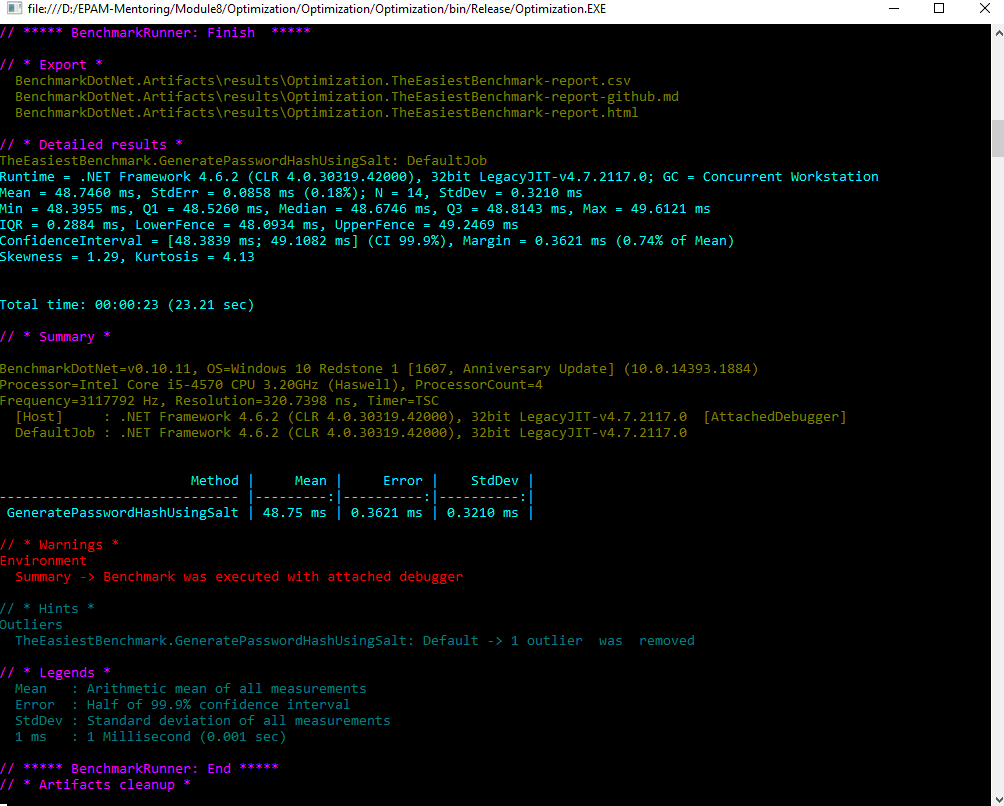 file:///D:/EPAM-Mentoring/Module8/Optimization/Optimization/Optimization/bin/Release/Optimization.EXE
// ***** BenchmarkRunner: Finish  *****
// * Export *
  BenchmarkDotNet.Artifacts\results\Optimization.TheEasiestBenchmark-report.csv
  BenchmarkDotNet.Artifacts\results\Optimization.TheEasiestBenchmark-report-github.md
  BenchmarkDotNet.Artifacts\results\Optimization.TheEasiestBenchmark-report.html
// * Detailed results *
TheEasiestBenchmark.GeneratePasswordHashUsingSalt: DefaultJob
Runtime = .NET Framework 4.6.2 (CLR 4.0.30319.42000), 32bit LegacyJIT-v4.7.2117.0; GC = Concurrent Workstation
Mean = 48.7460 ms, StdErr = 0.0858 ms (0.18%); N = 14, StdDev = 0.3210 ms
Min = 48.3955 ms, Q1 = 48.5260 ms, Median = 48.6746 ms, Q3 = 48.8143 ms, Max = 49.6121 ms
IQR = 0.2884 ms, LowerFence = 48.0934 ms, UpperFence = 49.2469 ms
ConfidenceInterval = [48.3839 ms; 49.1082 ms] (CI 99.9%), Margin = 0.3621 ms (0.74% of Mean)
Skewness = 1.29, Kurtosis = 4.13
Total time: 00:00:23 (23.21 sec)
// * Summary *
BenchmarkDotNet=v0.10.11, OS=Windows 10 Redstone 1 [1607, Anniversary Update] (10.0.14393.1884)
Processor=Intel Core i5-4570 CPU 3.20GHz (Haswell), ProcessorCount=4
Frequency=3117792 Hz, Resolution=320.7398 ns, Timer=TSC
  [Host]     : .NET Framework 4.6.2 (CLR 4.0.30319.42000), 32bit LegacyJIT-v4.7.2117.0  [AttachedDebugger]
  DefaultJob : .NET Framework 4.6.2 (CLR 4.0.30319.42000), 32bit LegacyJIT-v4.7.2117.0
                        Method |     Mean |     Error |    StdDev |
------------------------------ |---------:|----------:|----------:|
 GeneratePasswordHashUsingSalt | 48.75 ms | 0.3621 ms | 0.3210 ms |
// * Warnings *
Environment
  Summary -> Benchmark was executed with attached debugger
// * Hints *
Outliers
  TheEasiestBenchmark.GeneratePasswordHashUsingSalt: Default -> 1 outlier  was  removed
// * Legends *
  Mean   : Arithmetic mean of all measurements
  Error  : Half of 99.9% confidence interval
  StdDev : Standard deviation of all measurements
  1 ms   : 1 Millisecond (0.001 sec)
// ***** BenchmarkRunner: End *****
// * Artifacts cleanup *